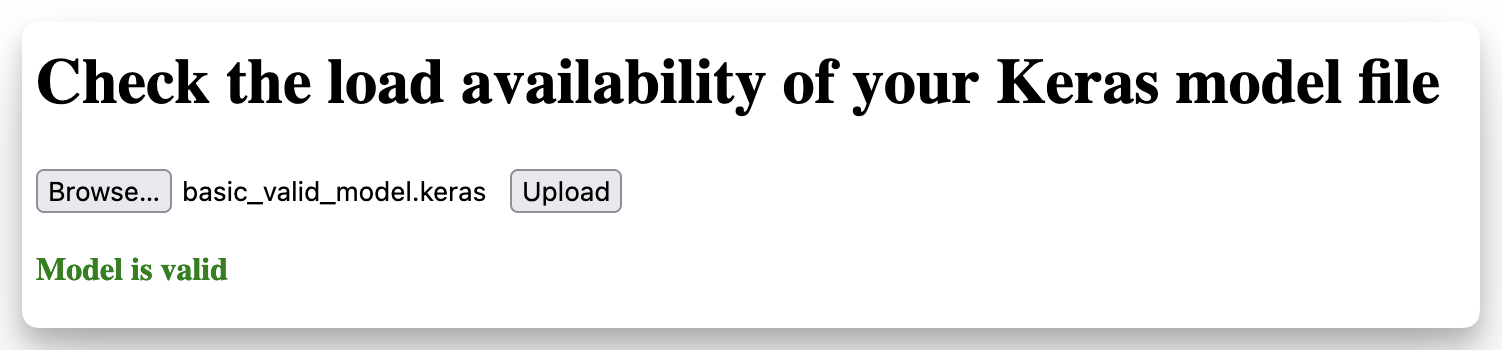 Check the load availability of your Keras model file
Browse... basic_valid_model.keras Upload
Model is valid